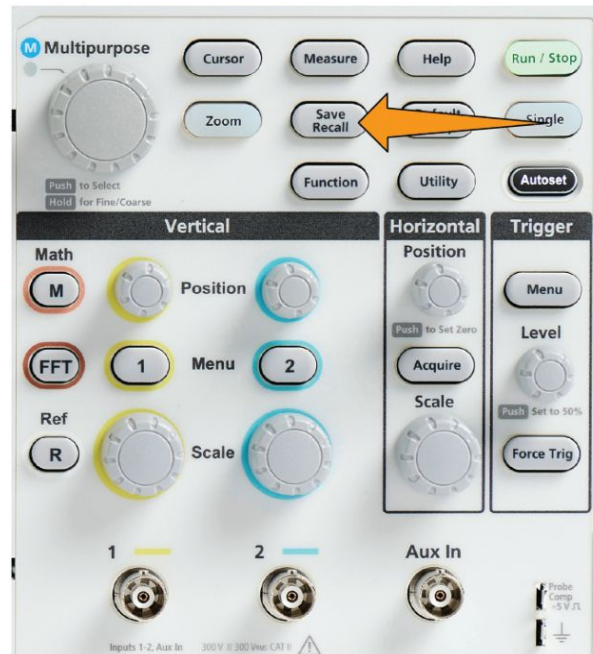 M Multipurpose
Cursor
Measure
Help
Run / Stop
Zoom
Save
Recall
Single
Push to Select
Hold for Fine/Coarse
Function
Utility
Autoset
Vertical
Horizontal
Trigger
Math
M
Position
Position
Menu
FFT
1
Menu
2
Push to Set Zero
Acquire
Level
Push Set to 50%
Ref
R
Scale
Scale
Force Trig
1
2
Aux In
Probe
Comp
~5 V
Inputs 1-2, Aux In 300 V CAT II